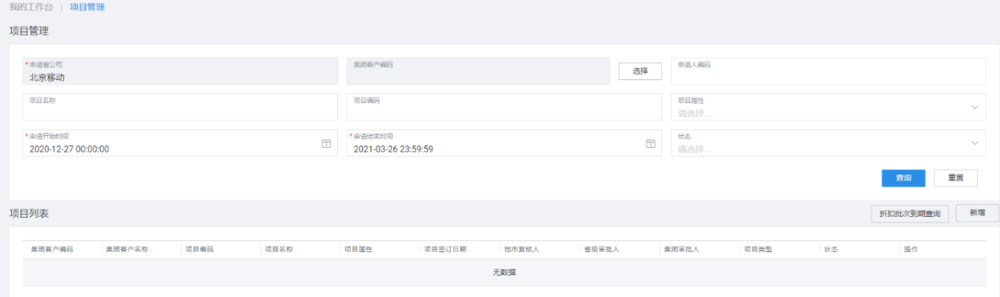 我的工作台 | 项目管理
项目管理
*申请省公司 集团客户编码 申请人编码
北京移动 选择
项目名称 项目编码 项目属性
请选择...
*申请开始时间 *申请结束时间 状态
2020-12-27 00:00:00 2021-03-26 23:59:59 请选择...
查询 重置
项目列表 折扣批次到期查询 新增
集团客户编码 集团客户名称 项目编码 项目名称 项目属性 项目签订日期 地市复核人 省级审批人 集团审批人 项目类型 状态 操作
无数据